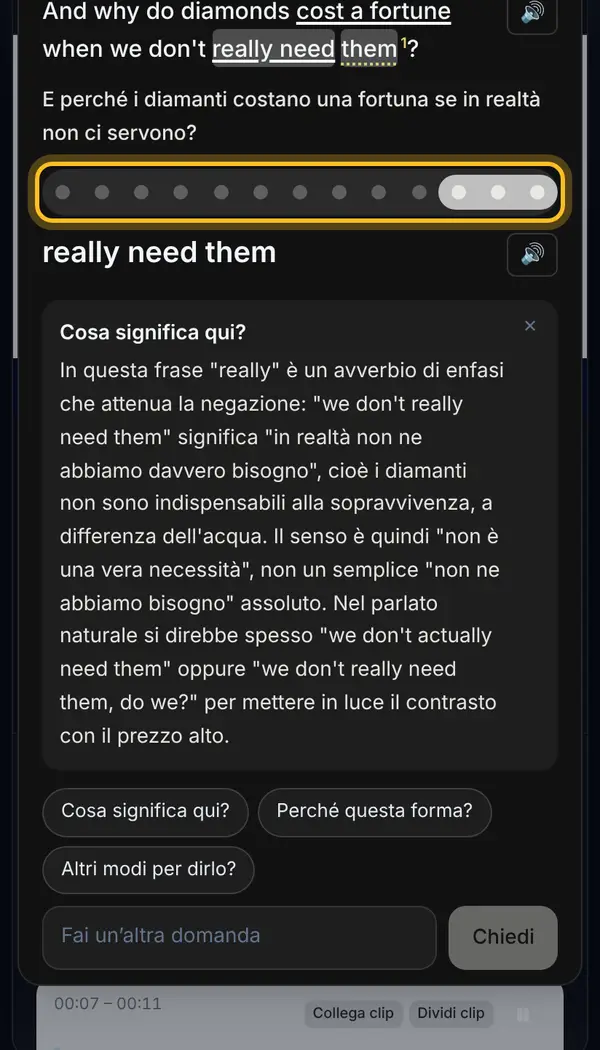 And why do diamonds cost a fortune
when we don't really need them¹?
E perché i diamanti costano una fortuna se in realtà
non ci servono?
really need them
Cosa significa qui?
In questa frase "really" è un avverbio di enfasi
che attenua la negazione: "we don't really
need them" significa "in realtà non ne
abbiamo davvero bisogno", cioè i diamanti
non sono indispensabili alla sopravvivenza, a
differenza dell'acqua. Il senso è quindi "non è
una vera necessità", non un semplice "non ne
abbiamo bisogno" assoluto. Nel parlato
naturale si direbbe spesso "we don't actually
need them" oppure "we don't really need
them, do we?" per mettere in luce il contrasto
con il prezzo alto.
Cosa significa qui?
Perché questa forma?
Altri modi per dirlo?
Fai un’altra domanda
Chiedi
00:07 – 00:11
Collega clip
Dividi clip